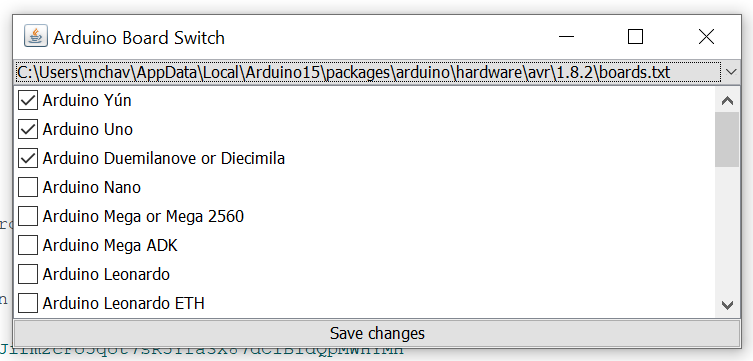 Arduino Board Switch
C:\Users\mchav\AppData\Local\Arduino15\packages\arduino\hardware\avr\1.8.2\boards.txt
Arduino Yún
Arduino Uno
Arduino Duemilanove or Diecimila
Arduino Nano
Arduino Mega or Mega 2560
Arduino Mega ADK
Arduino Leonardo
Arduino Leonardo ETH
Save changes